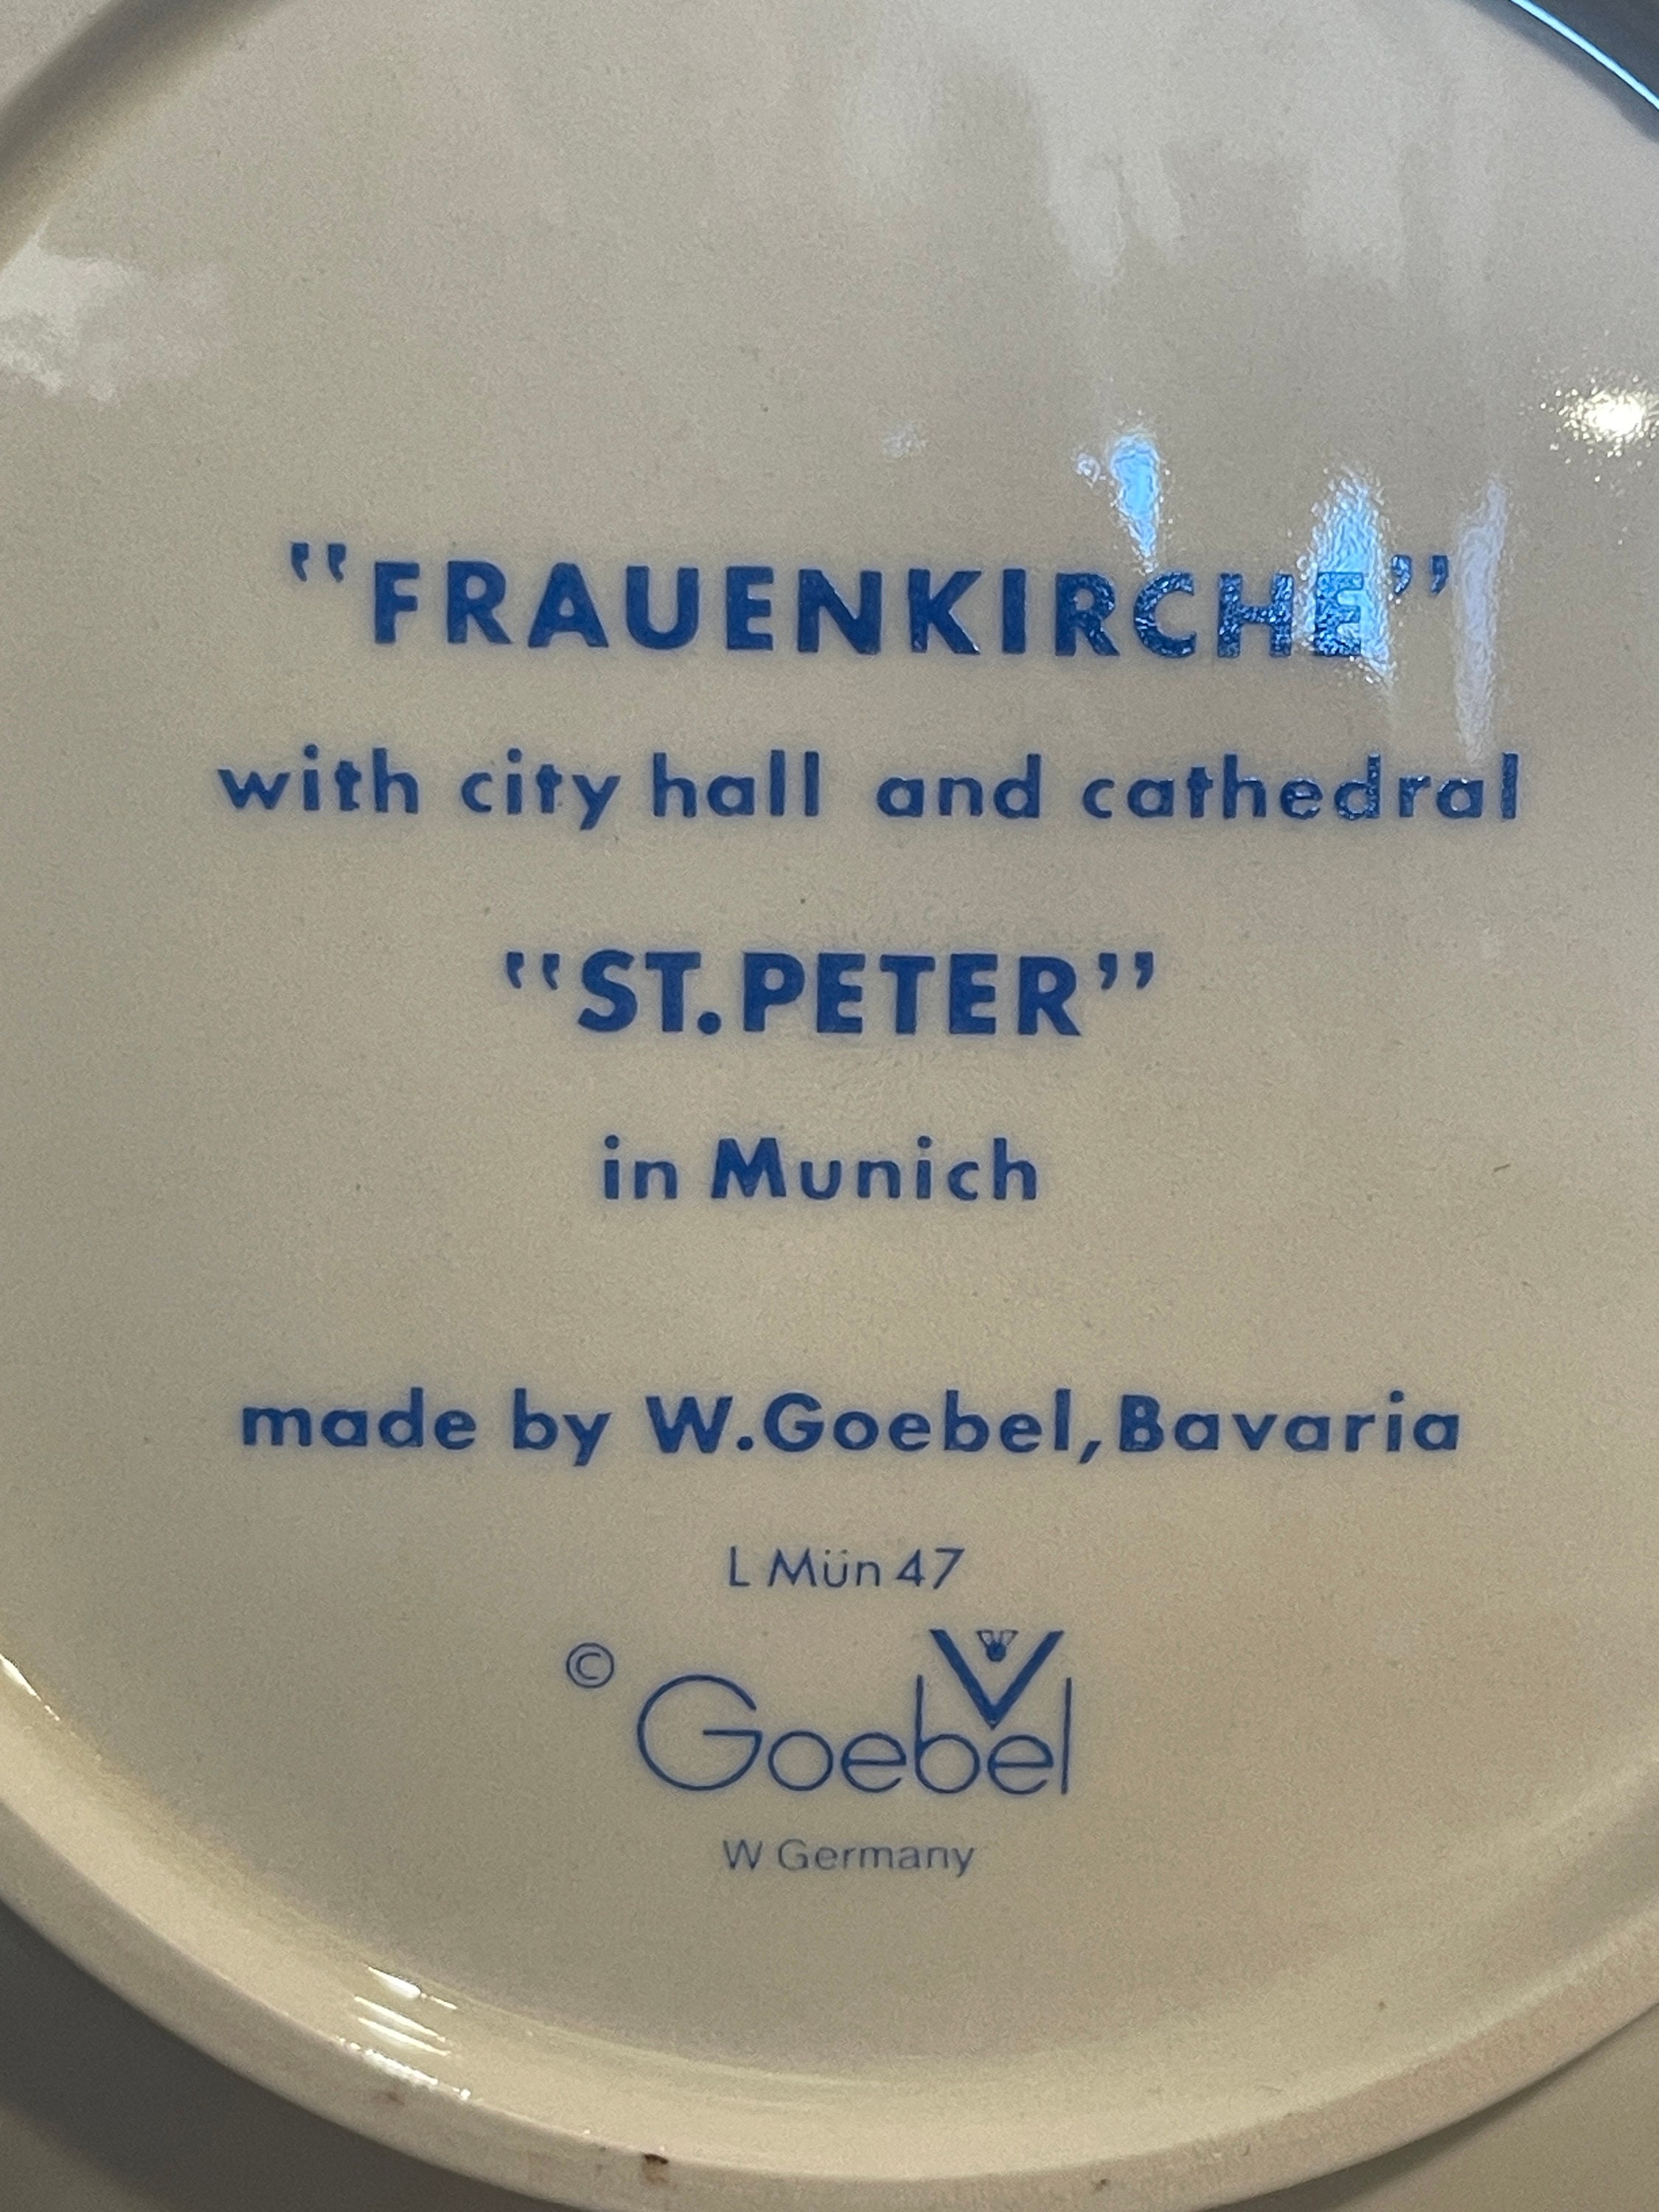 "FRAUENKIRCHE"
with city hall and cathedral
"ST.PETER"
in Munich
made by W.Goebel,Bavaria
L Mün 47
© Goebel
W Germany